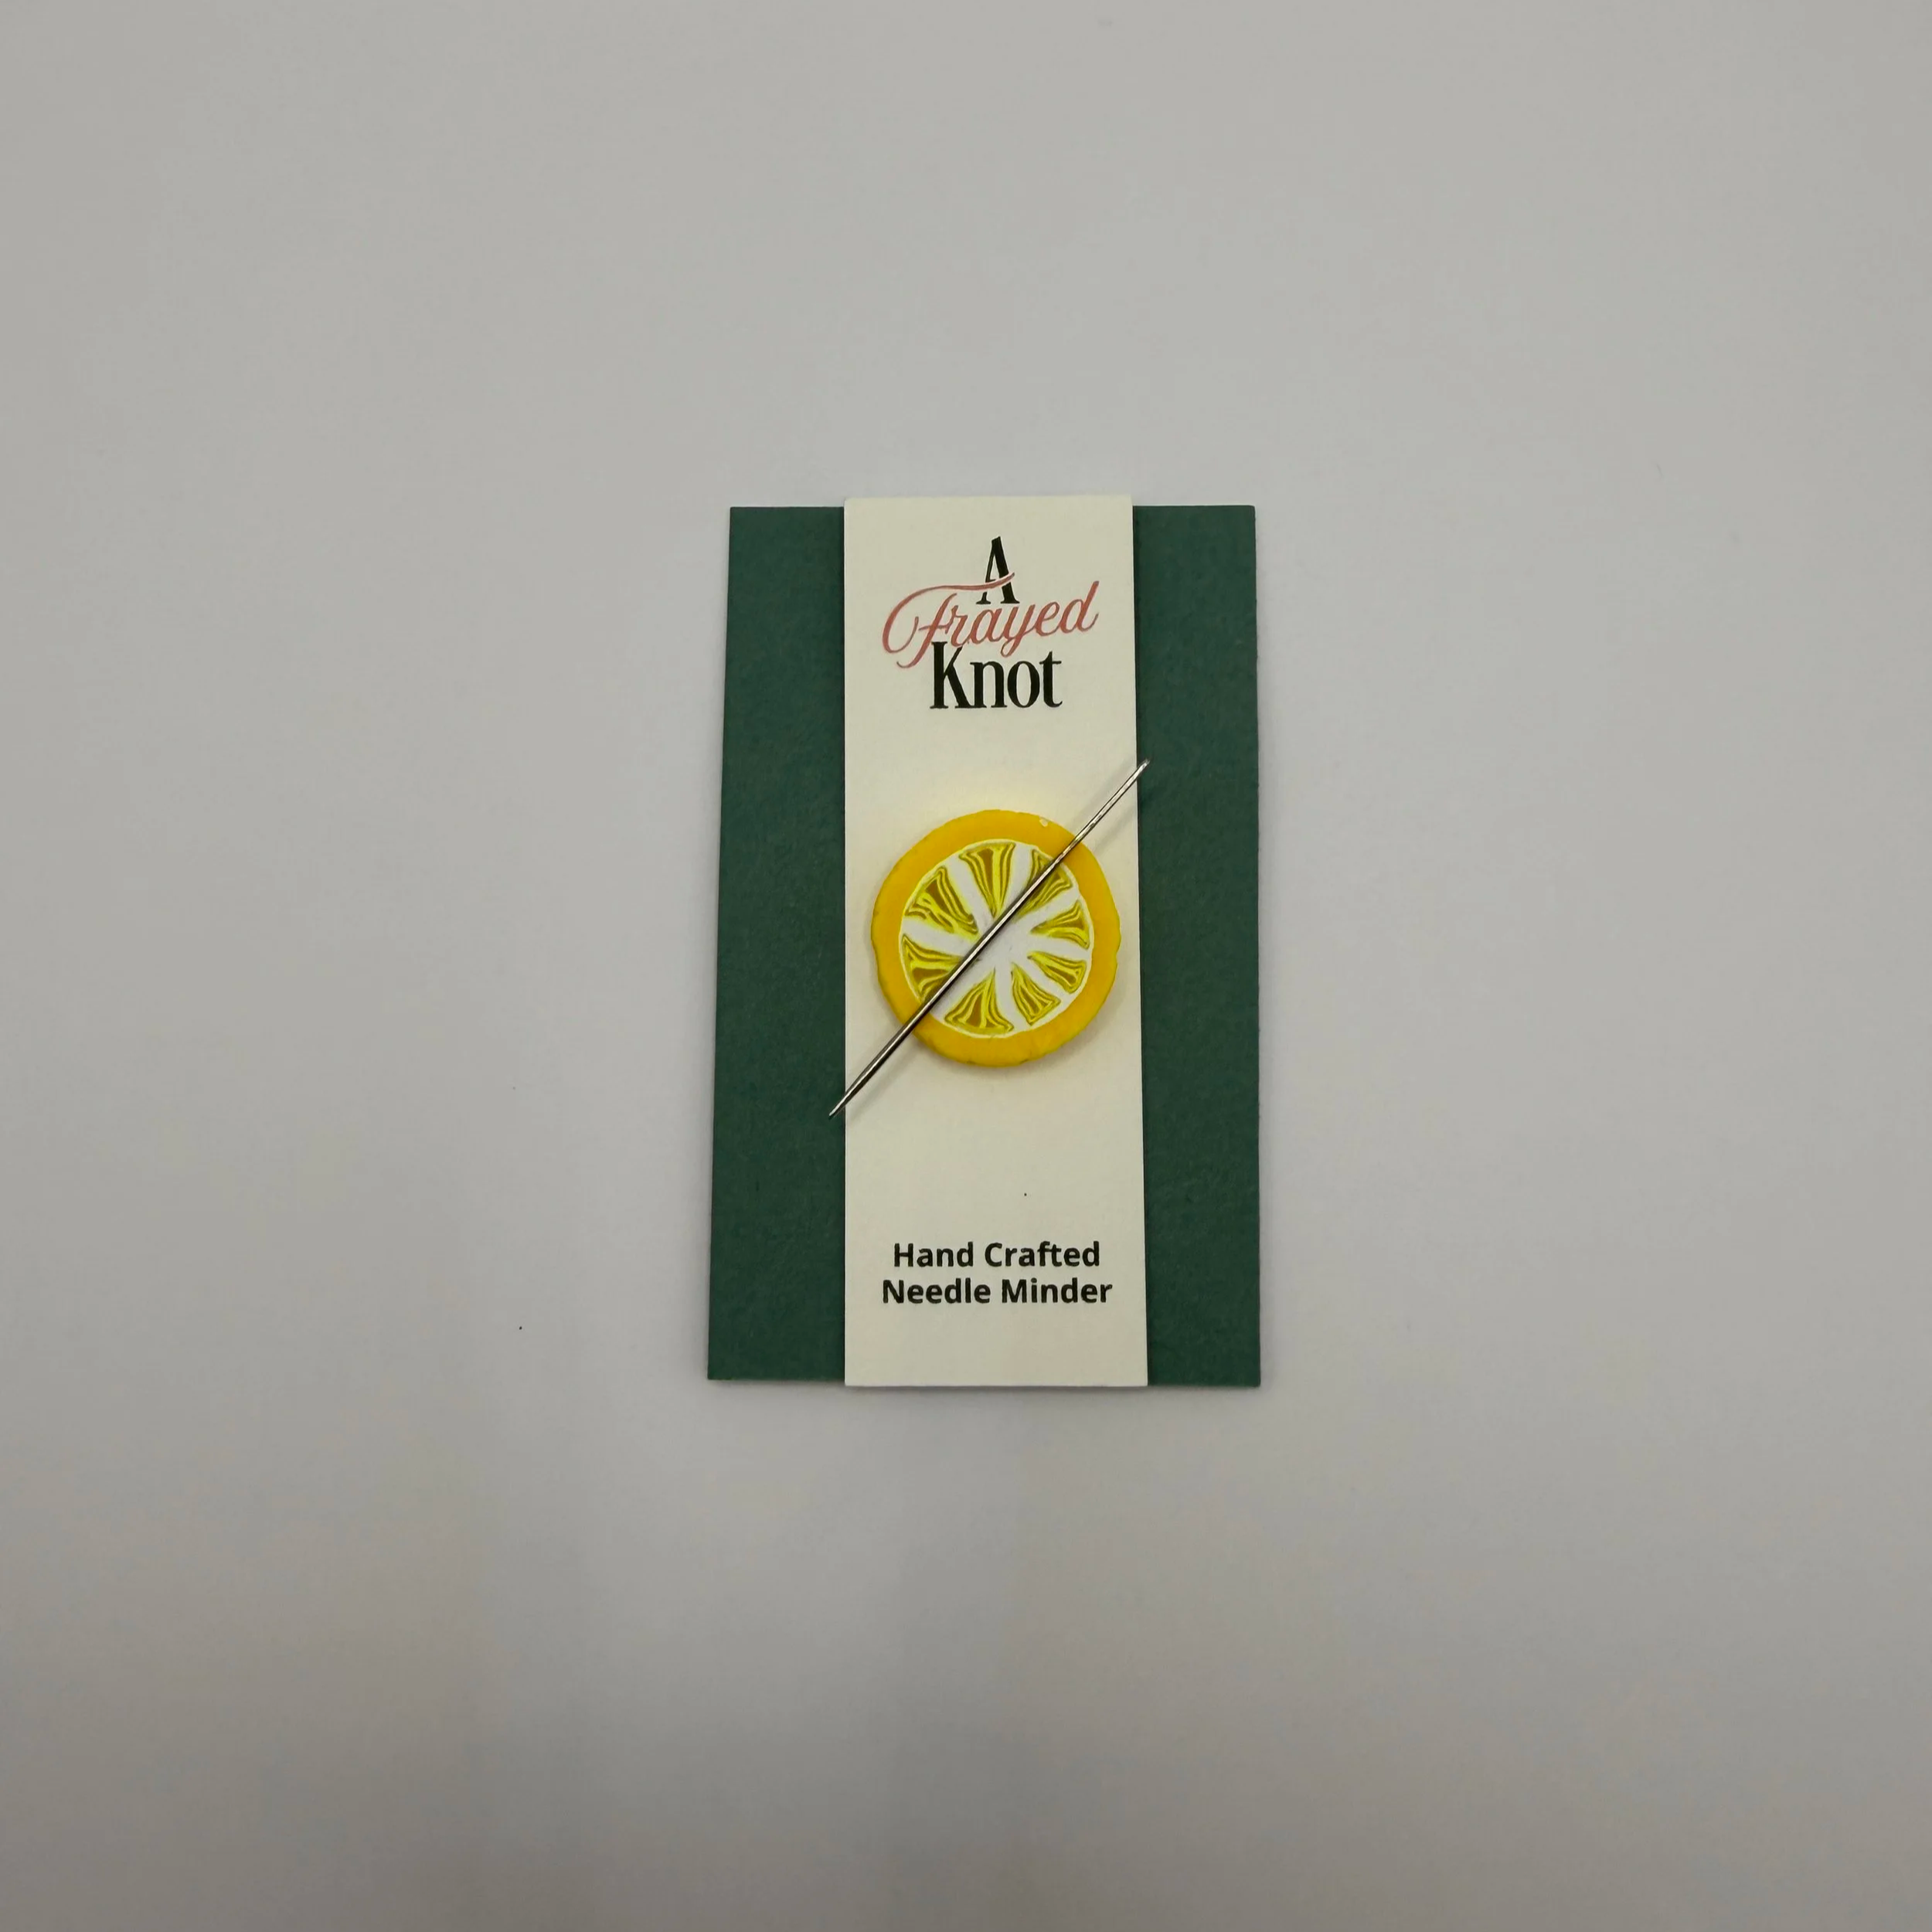 A
Frayed
Knot
Hand Crafted
Needle Minder